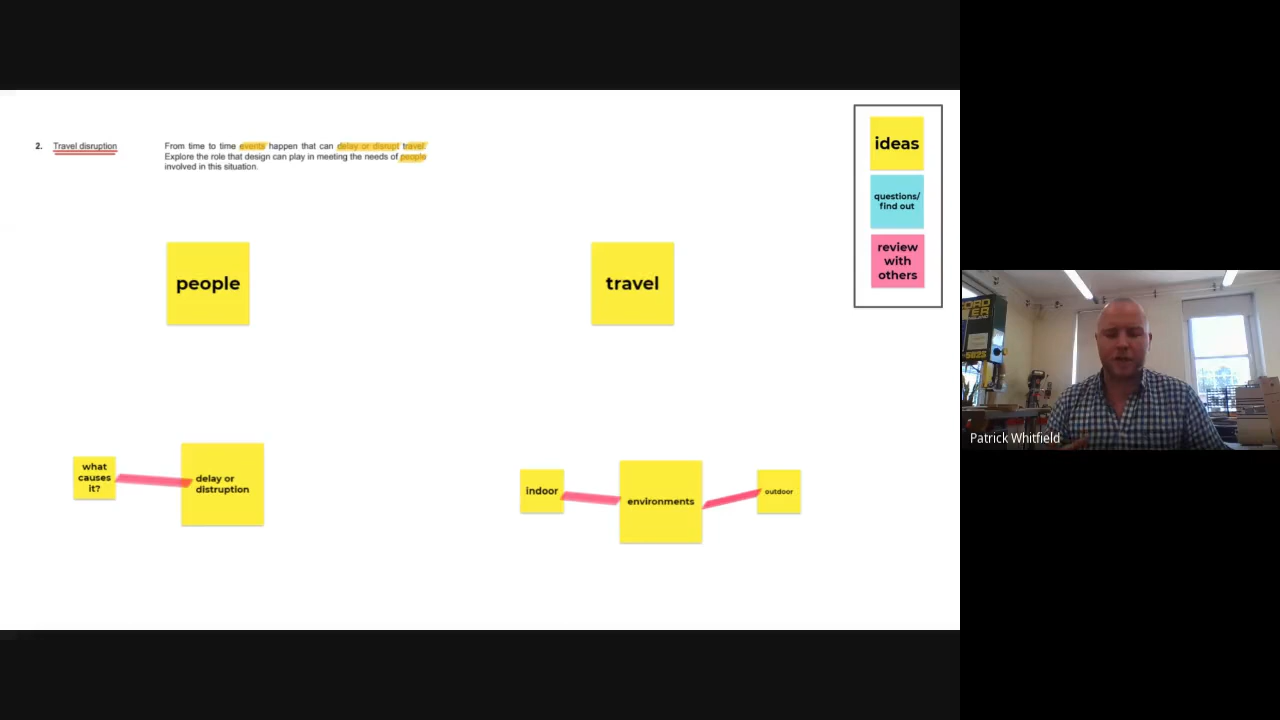 2. Travel disruption From time to time events happen that can delay or disrupt travel
Explore the role that design can play in meeting the needs of people
involved in this situation.
ideas
questions/
find out
review
with
others
people
travel
what
causes
it?
delay or
distruption
indoor
environments
outdoor
Patrick Whitfield